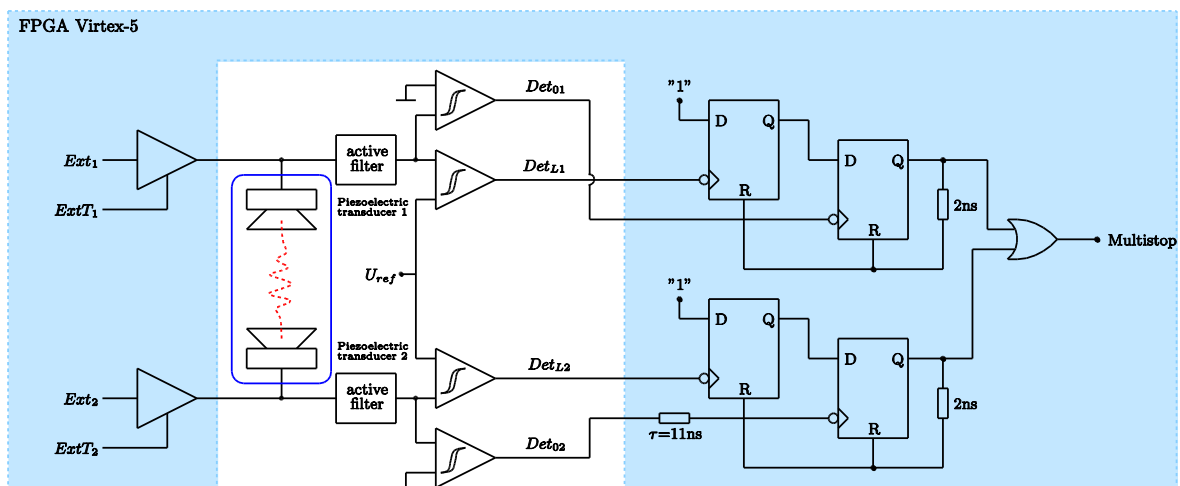 FPGA Virtex-5
Det01
"1"
D
Q
Ext1
active
filter
D
Q
DetL1
ExtT1
Piezoelectric
transducer 1
R
2ns
R
Multistop
Uref
"1"
D
Q
Piezoelectric
transducer 2
D
Q
DetL2
Ext2
active
filter
R
2ns
ExtT2
Det02
τ=11ns
R